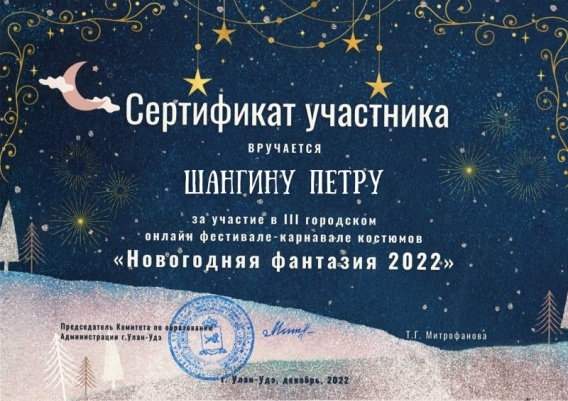 Сертификат участника
ВРУЧАЕТСЯ
ШАНГИНУ ПЕТРУ
за участие в III городском
онлайн фестивале-карнавале костюмов
«Новогодняя фантазия 2022»
Председатель Комитета по образованию
Администрации г.Улан-Удэ
Т.Г. Митрофанова
г. Улан-Удэ, декабрь, 2022